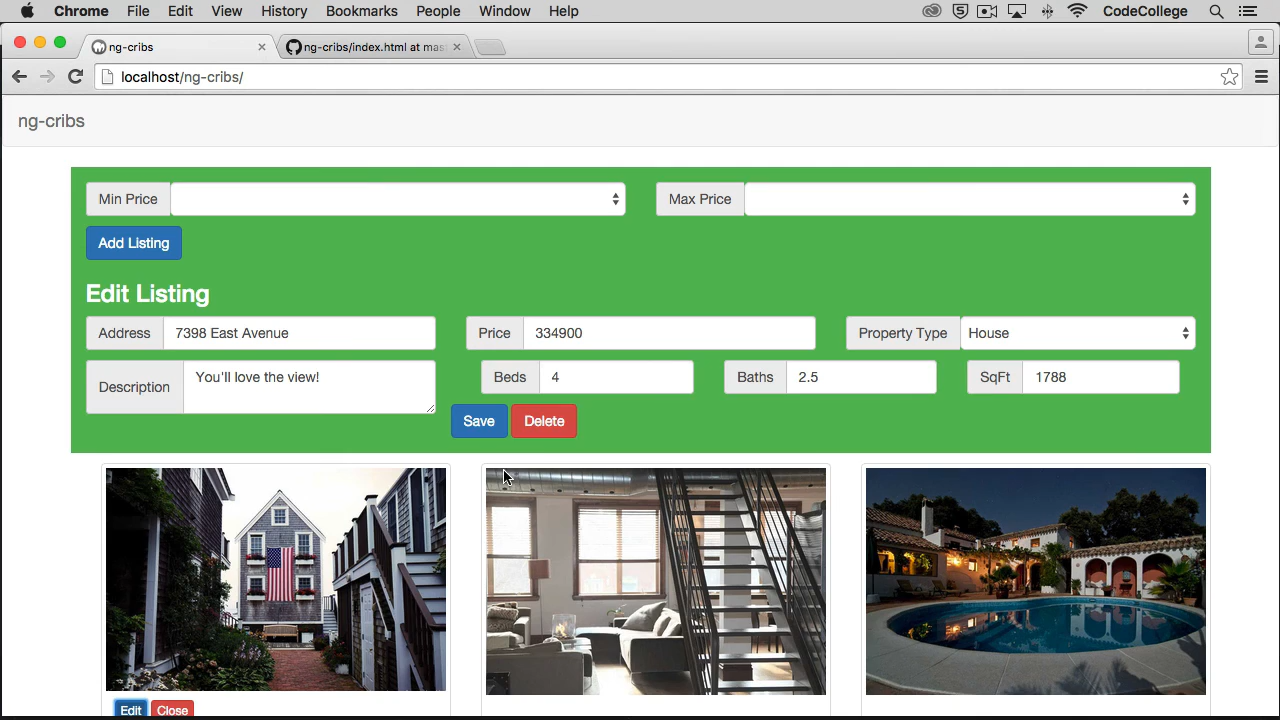 Chrome File Edit View History Bookmarks People Window Help CodeCollege
ng-cribs ng-cribs/index.html at mas
localhost/ng-cribs/
ng-cribs
Min Price Max Price
Add Listing
Edit Listing
Address 7398 East Avenue Price 334900 Property Type House
Description You'll love the view! Beds 4 Baths 2.5 SqFt 1788
Save Delete
Edit Close